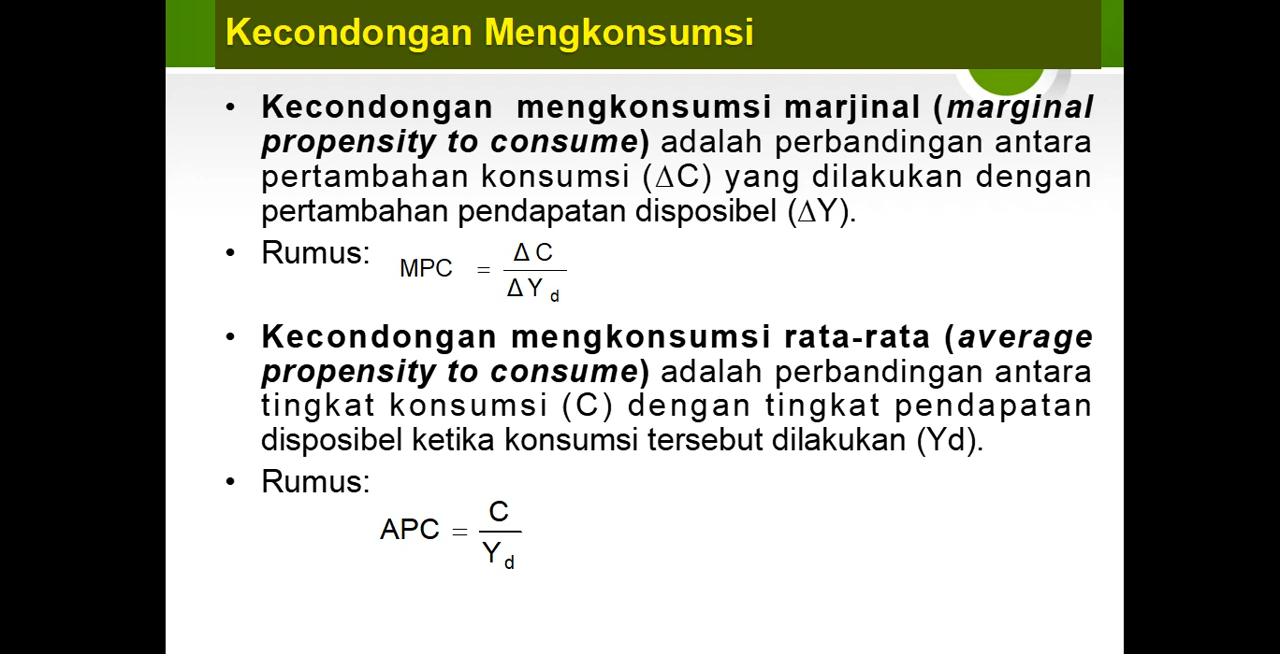 Kecondongan Mengkonsumsi
• Kecondongan mengkonsumsi marjinal (marginal
propensity to consume) adalah perbandingan antara
pertambahan konsumsi (∆C) yang dilakukan dengan
pertambahan pendapatan disposibel (∆Y).
• Rumus:
MPC = Δ C / Δ Y d
• Kecondongan mengkonsumsi rata-rata (average
propensity to consume) adalah perbandingan antara
tingkat konsumsi (C) dengan tingkat pendapatan
disposibel ketika konsumsi tersebut dilakukan (Yd).
• Rumus:
APC = C / Y d